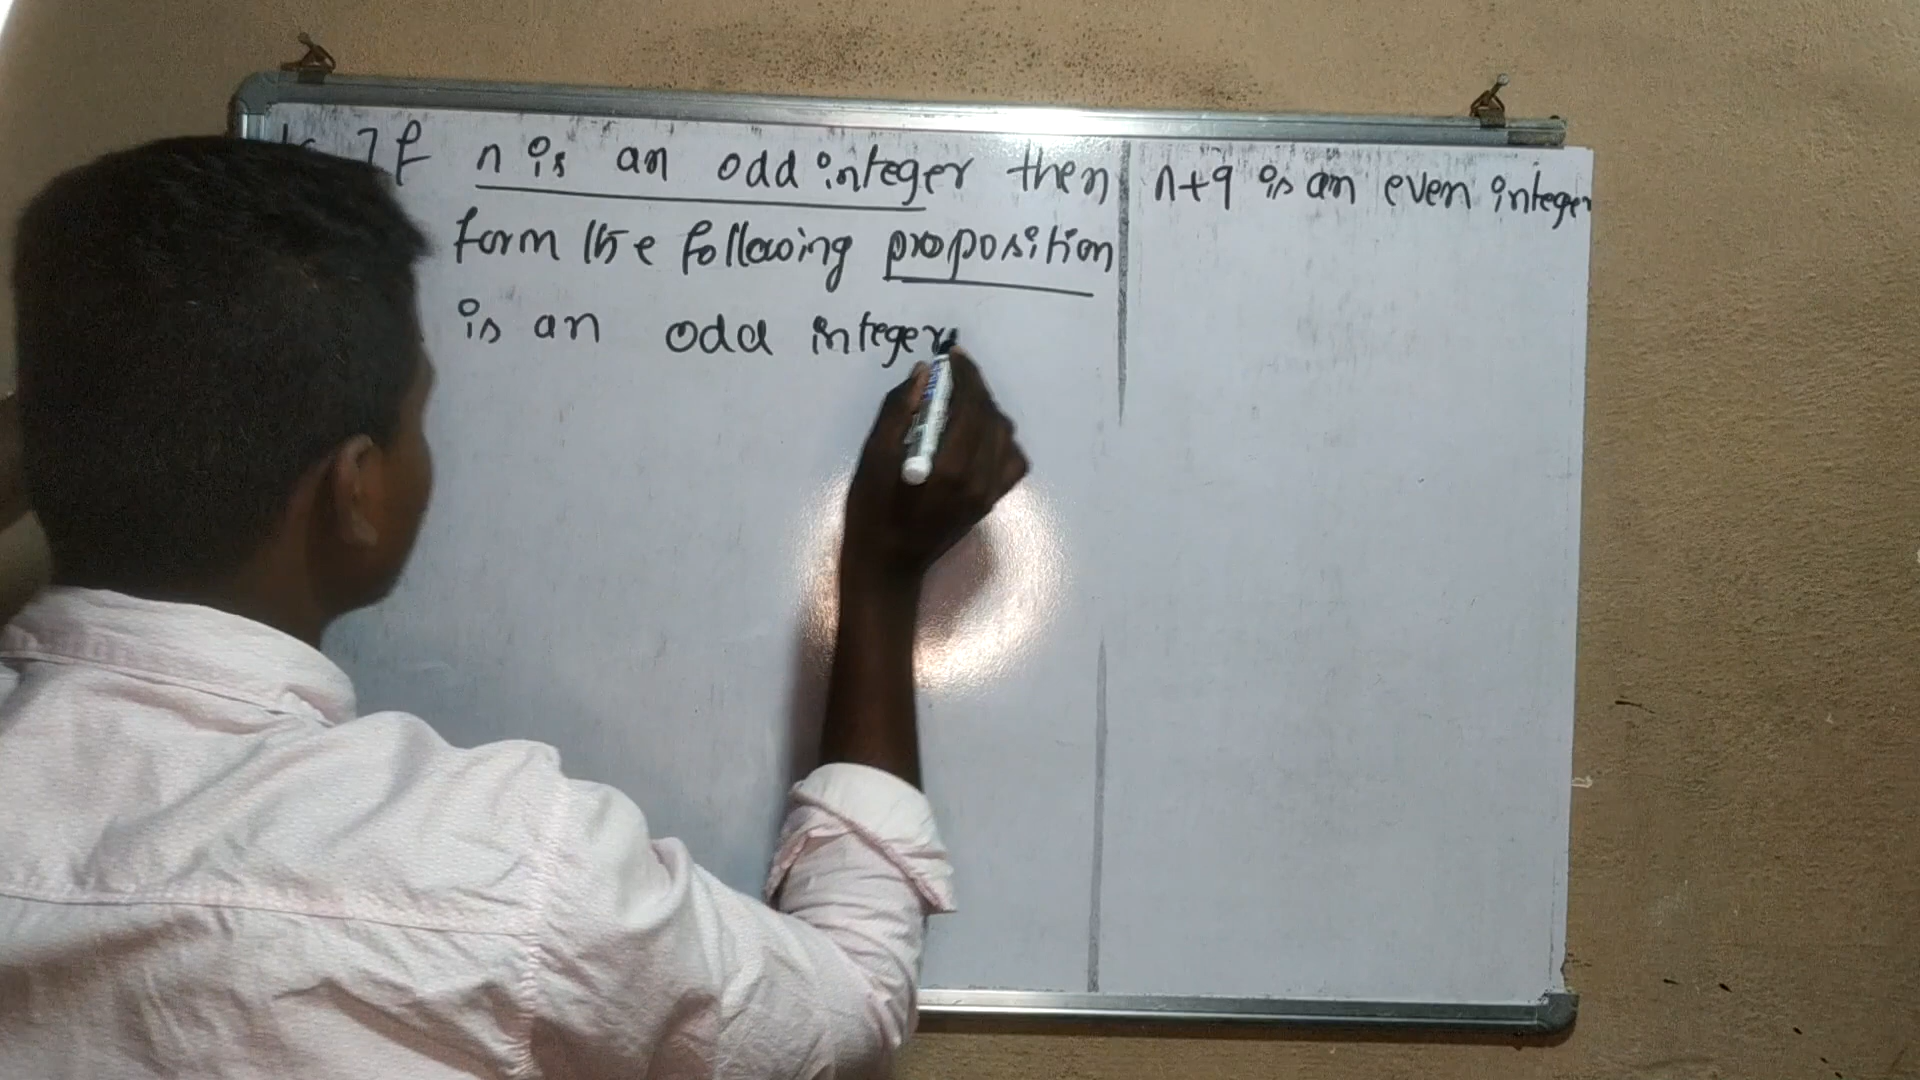 If n is an odd integer then n+9 is an even integer
form the following proposition
is an odd integer